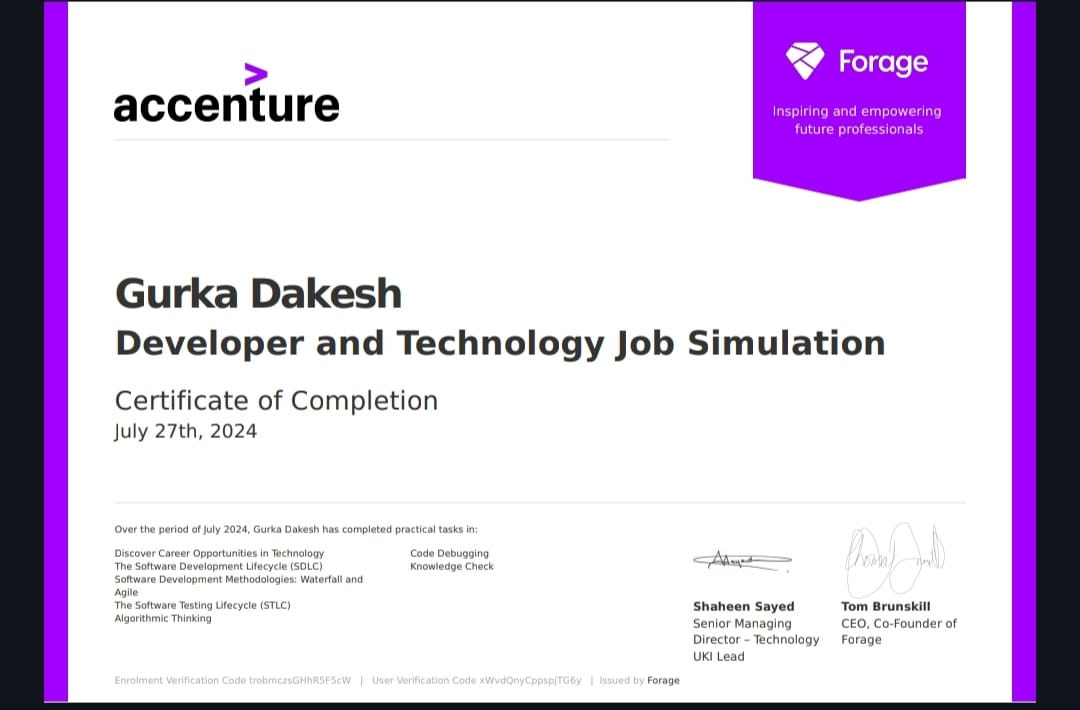 accenture
Forage
Inspiring and empowering
future professionals
Gurka Dakesh
Developer and Technology Job Simulation
Certificate of Completion
July 27th, 2024
Over the period of July 2024, Gurka Dakesh has completed practical tasks in:
Discover Career Opportunities in Technology
The Software Development Lifecycle (SDLC)
Software Development Methodologies: Waterfall and
Agile
The Software Testing Lifecycle (STLC)
Algorithmic Thinking
Code Debugging
Knowledge Check
Shaheen Sayed
Senior Managing
Director – Technology
UKI Lead
Tom Brunskill
CEO, Co-Founder of
Forage
Enrolment Verification Code trobmczsGHhR5F5cW | User Verification Code xWvdQnyCppspjTG6y | Issued by Forage